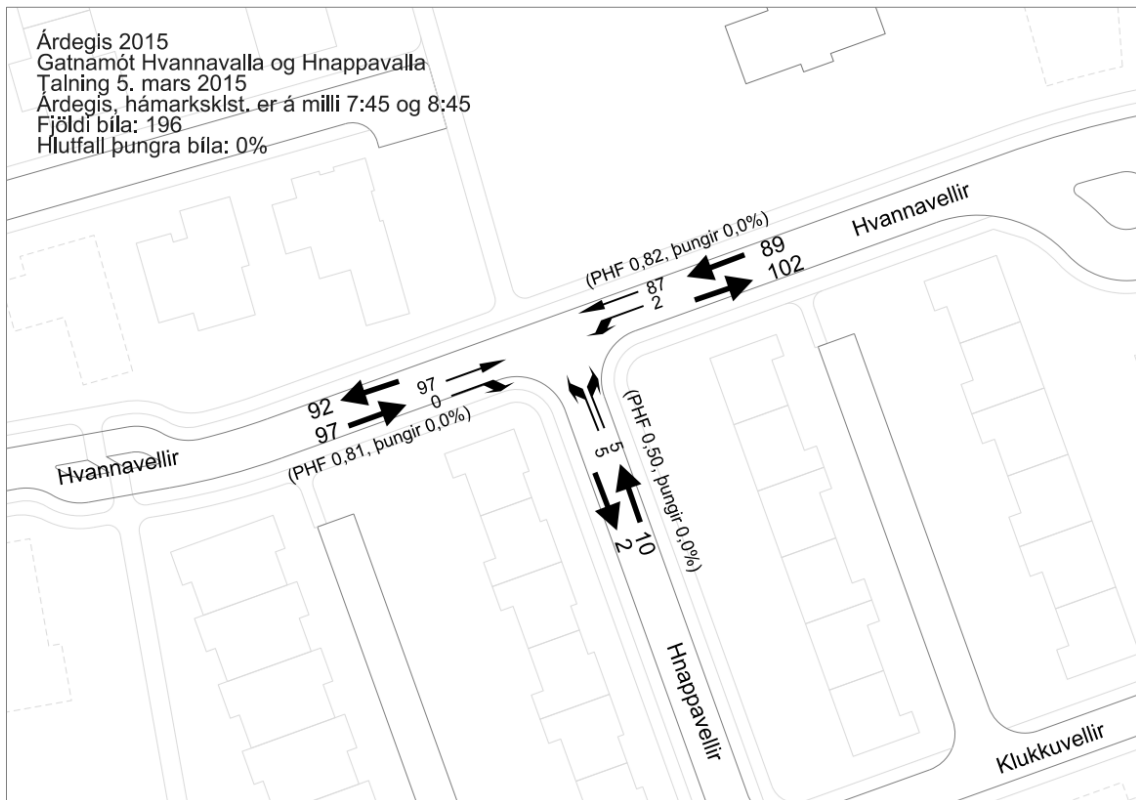 Árdegis 2015
Gatnamót Hvannavalla og Hnappavalla
Talning 5. mars 2015
Árdegis, hámarksklst. er á milli 7:45 og 8:45
Fjöldi bíla: 196
Hlutfall þungra bíla: 0%
Hvannavellir
(PHF 0,82, þungir 0,0%)
89
102
87
2
97
0
92
97
(PHF 0,81, þungir 0,0%)
Hvannavellir
5
5
(PHF 0,50, þungir 0,0%)
2
10
Hnappavellir
Klukkuvellir